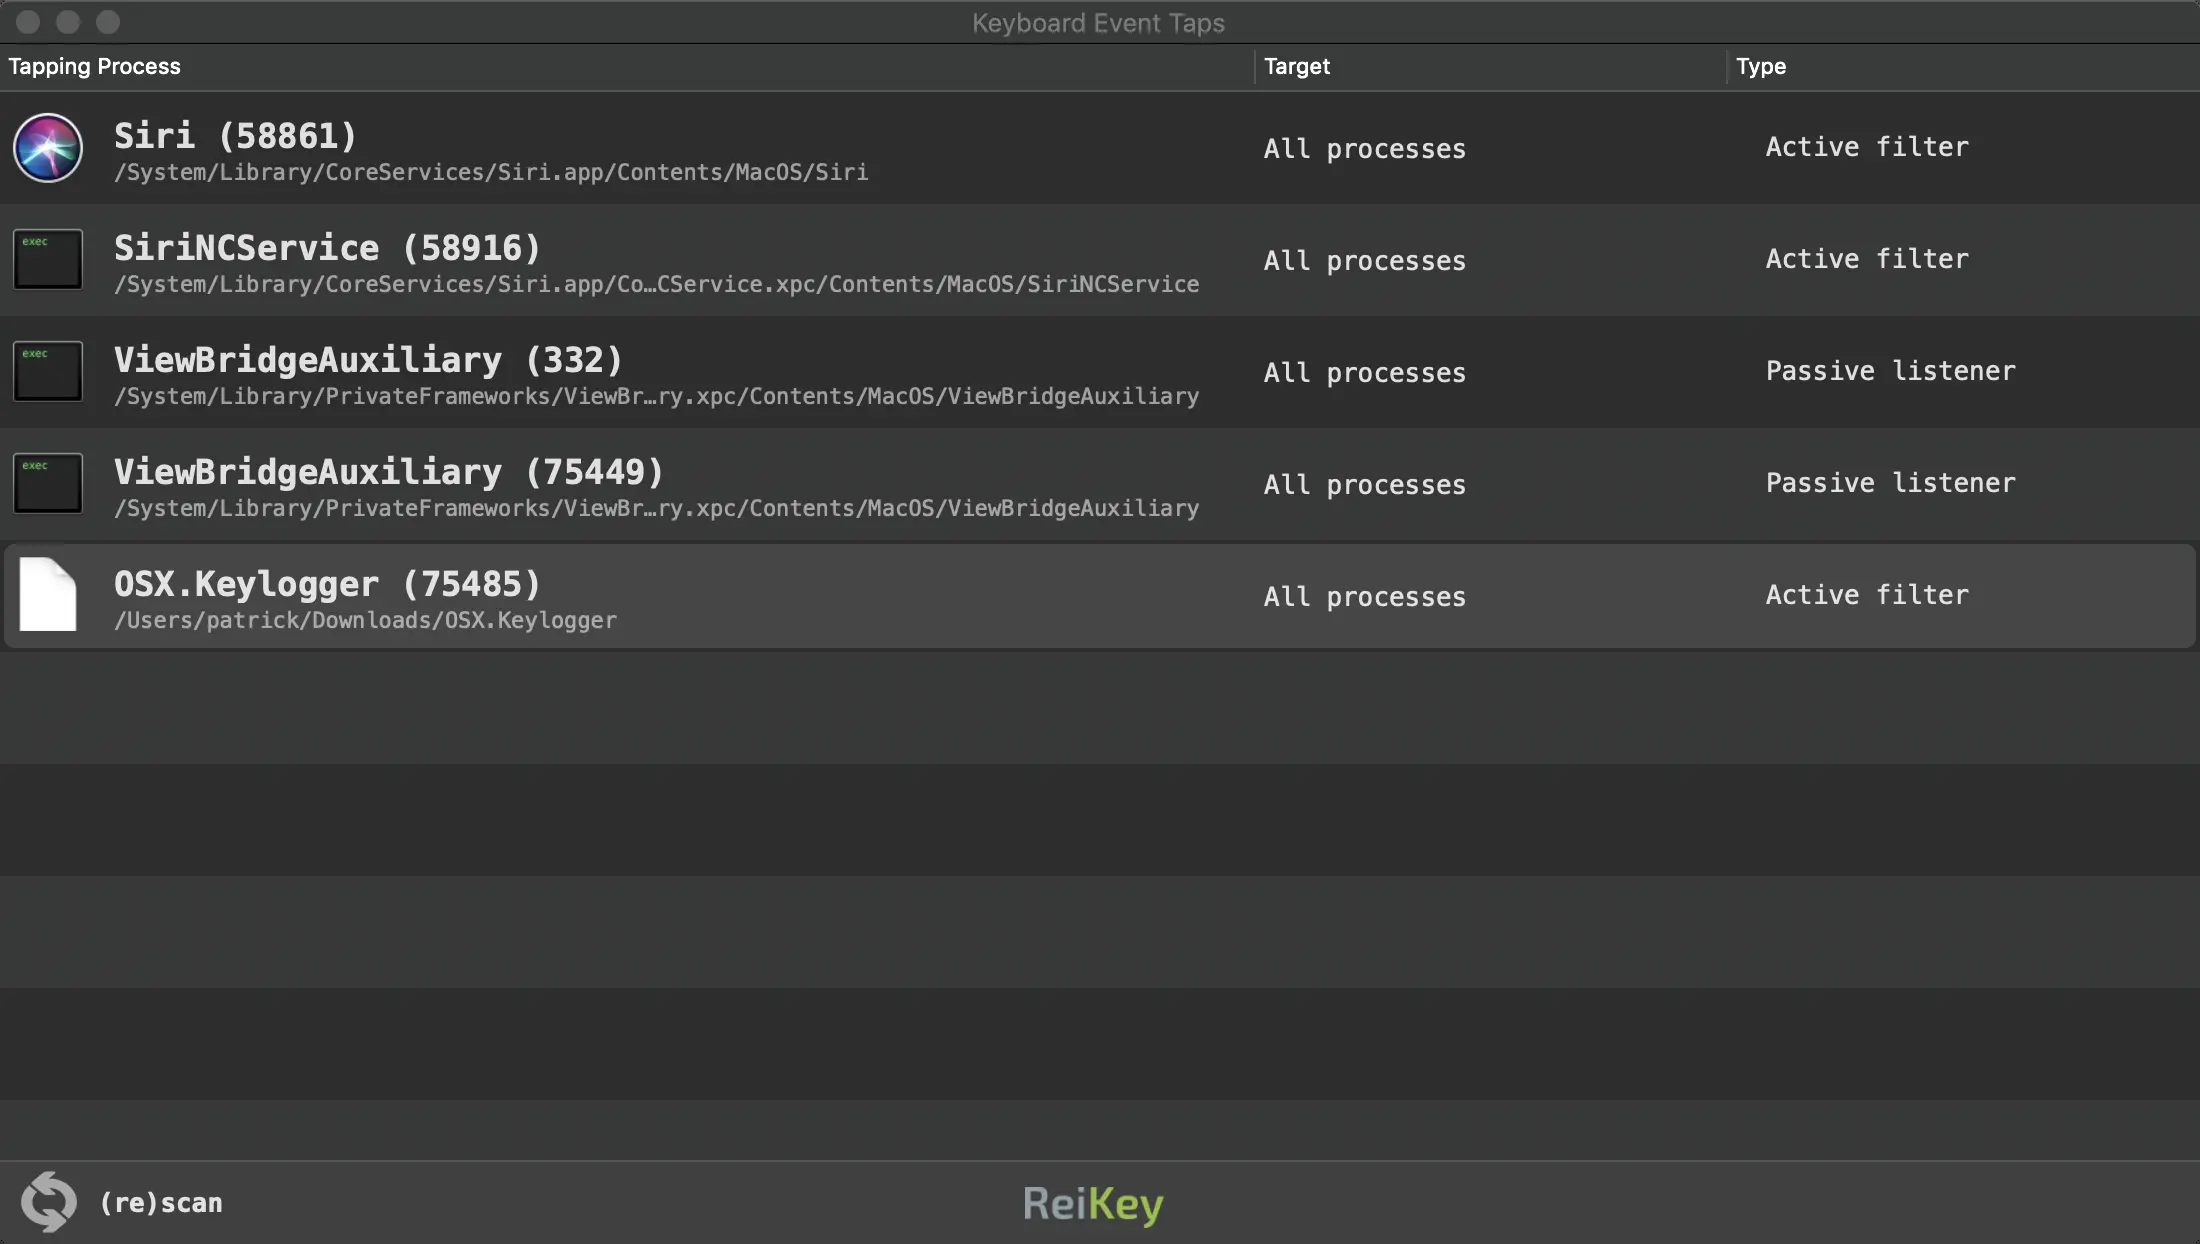 Keyboard Event Taps
Tapping Process Target Type
Siri (58861)
/System/Library/CoreServices/Siri.app/Contents/MacOS/Siri
All processes Active filter
exec
SiriNCService (58916)
/System/Library/CoreServices/Siri.app/Co…CService.xpc/Contents/MacOS/SiriNCService
All processes Active filter
exec
ViewBridgeAuxiliary (332)
/System/Library/PrivateFrameworks/ViewBr…ry.xpc/Contents/MacOS/ViewBridgeAuxiliary
All processes Passive listener
exec
ViewBridgeAuxiliary (75449)
/System/Library/PrivateFrameworks/ViewBr…ry.xpc/Contents/MacOS/ViewBridgeAuxiliary
All processes Passive listener
OSX.Keylogger (75485)
/Users/patrick/Downloads/OSX.Keylogger
All processes Active filter
(re)scan
ReiKey